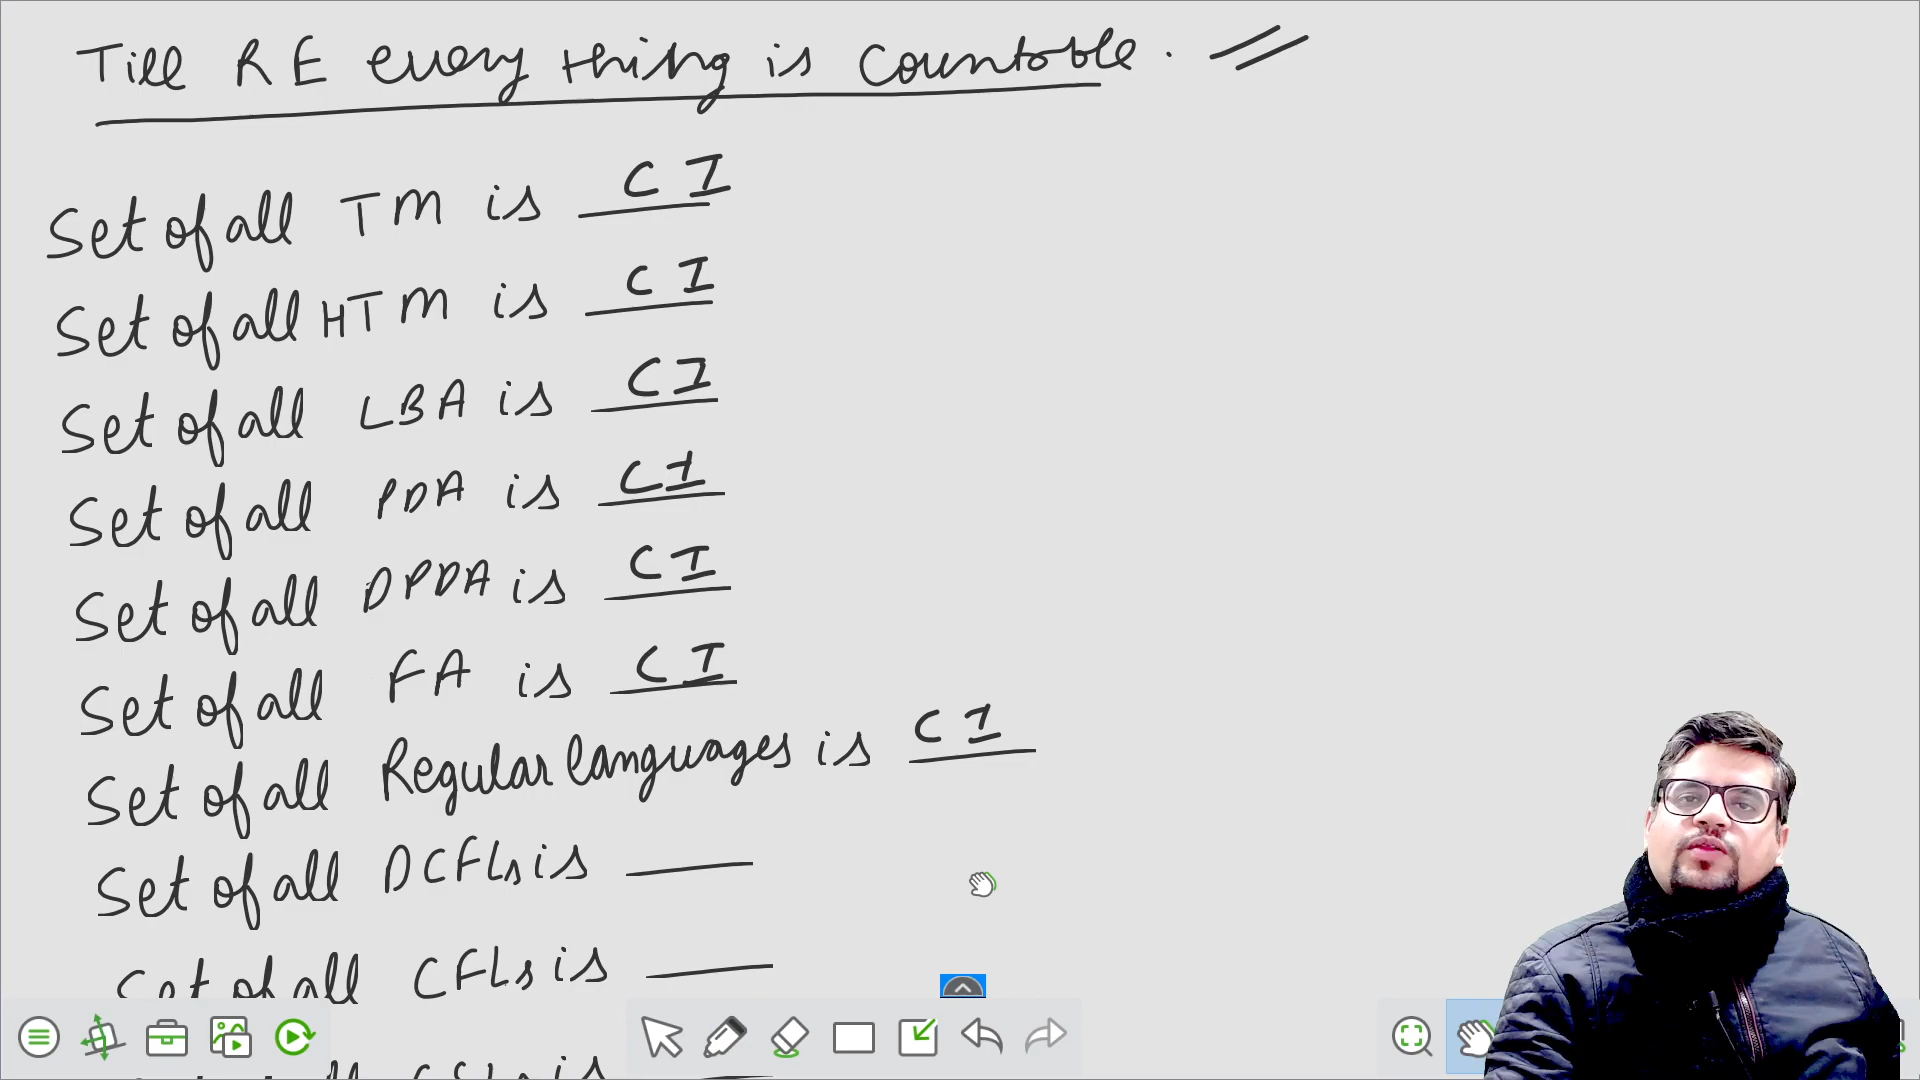 Till RE every thing is Countable.
Set of all TM is CI
Set of all HTM is CI
Set of all LBA is CI
Set of all PDA is CI
Set of all DPDA is CI
Set of all FA is CI
Set of all Regular languages is CI
Set of all DCFLs is
Set of all CFLs is
CSLs is